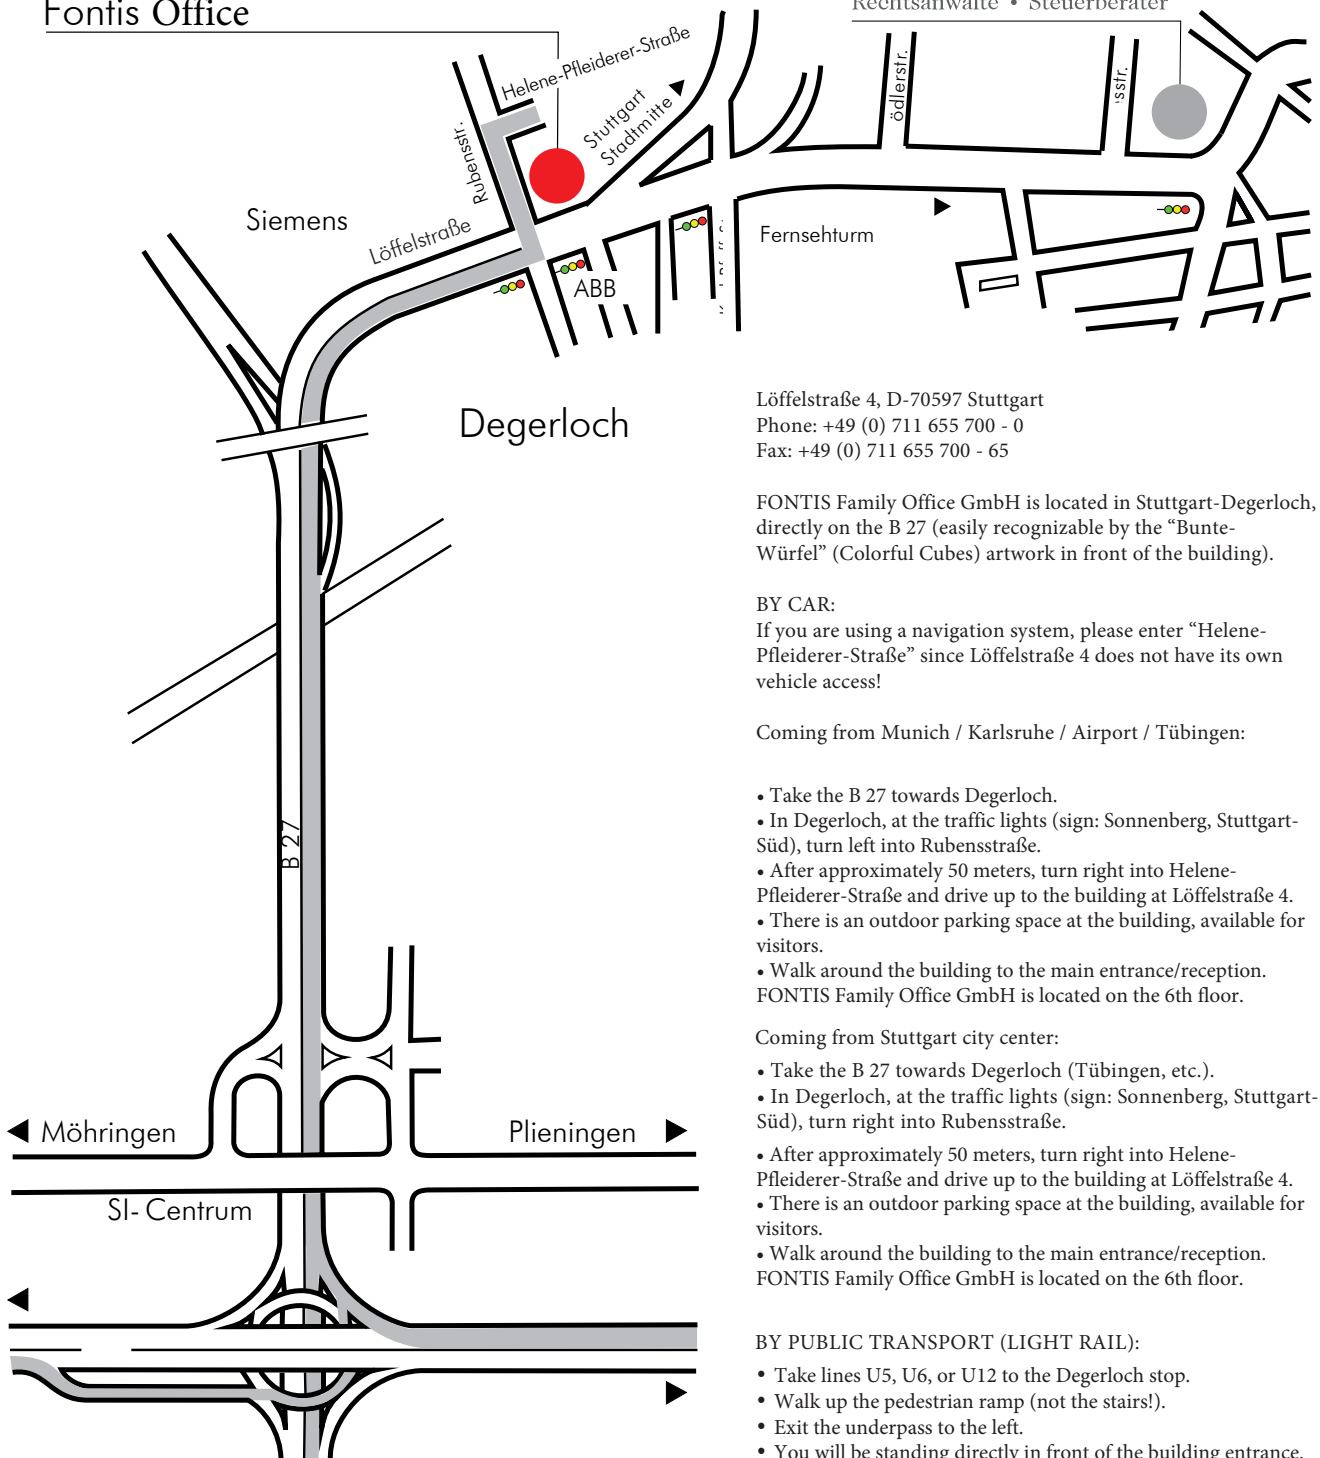 Fontis Office
Rechtsanwälte • Steuerberater
Helene-Pfleiderer-Straße
Rubensstr.
Stuttgart
Stadtmitte
ödlerstr.
Siemens
Löffelstraße
Fernsehturm
ABB
Degerloch
B 27
Möhringen
Plieningen
SI- Centrum
Löffelstraße 4, D-70597 Stuttgart
Phone: +49 (0) 711 655 700 - 0
Fax: +49 (0) 711 655 700 - 65
FONTIS Family Office GmbH is located in Stuttgart-Degerloch,
directly on the B 27 (easily recognizable by the “Bunte-
Würfel” (Colorful Cubes) artwork in front of the building).
BY CAR:
If you are using a navigation system, please enter “Helene-
Pfleiderer-Straße” since Löffelstraße 4 does not have its own
vehicle access!
Coming from Munich / Karlsruhe / Airport / Tübingen:
• Take the B 27 towards Degerloch.
• In Degerloch, at the traffic lights (sign: Sonnenberg, Stuttgart-
Süd), turn left into Rubensstraße.
• After approximately 50 meters, turn right into Helene-
Pfleiderer-Straße and drive up to the building at Löffelstraße 4.
• There is an outdoor parking space at the building, available for
visitors.
• Walk around the building to the main entrance/reception.
FONTIS Family Office GmbH is located on the 6th floor.
Coming from Stuttgart city center:
• Take the B 27 towards Degerloch (Tübingen, etc.).
• In Degerloch, at the traffic lights (sign: Sonnenberg, Stuttgart-
Süd), turn right into Rubensstraße.
• After approximately 50 meters, turn right into Helene-
Pfleiderer-Straße and drive up to the building at Löffelstraße 4.
• There is an outdoor parking space at the building, available for
visitors.
• Walk around the building to the main entrance/reception.
FONTIS Family Office GmbH is located on the 6th floor.
BY PUBLIC TRANSPORT (LIGHT RAIL):
• Take lines U5, U6, or U12 to the Degerloch stop.
• Walk up the pedestrian ramp (not the stairs!).
• Exit the underpass to the left.
• You will be standing directly in front of the building entrance.